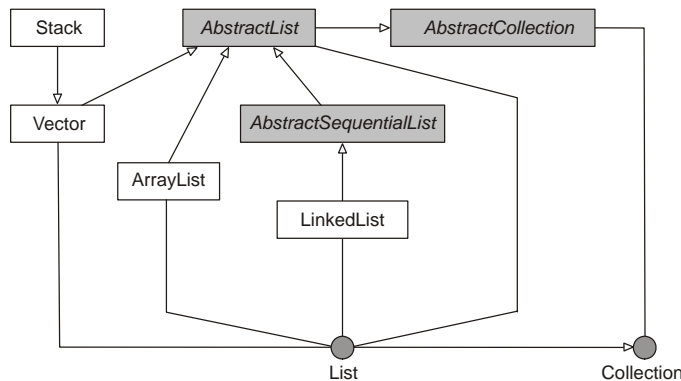 Stack
AbstractList
AbstractCollection
Vector
AbstractSequentialList
ArrayList
LinkedList
List
Collection